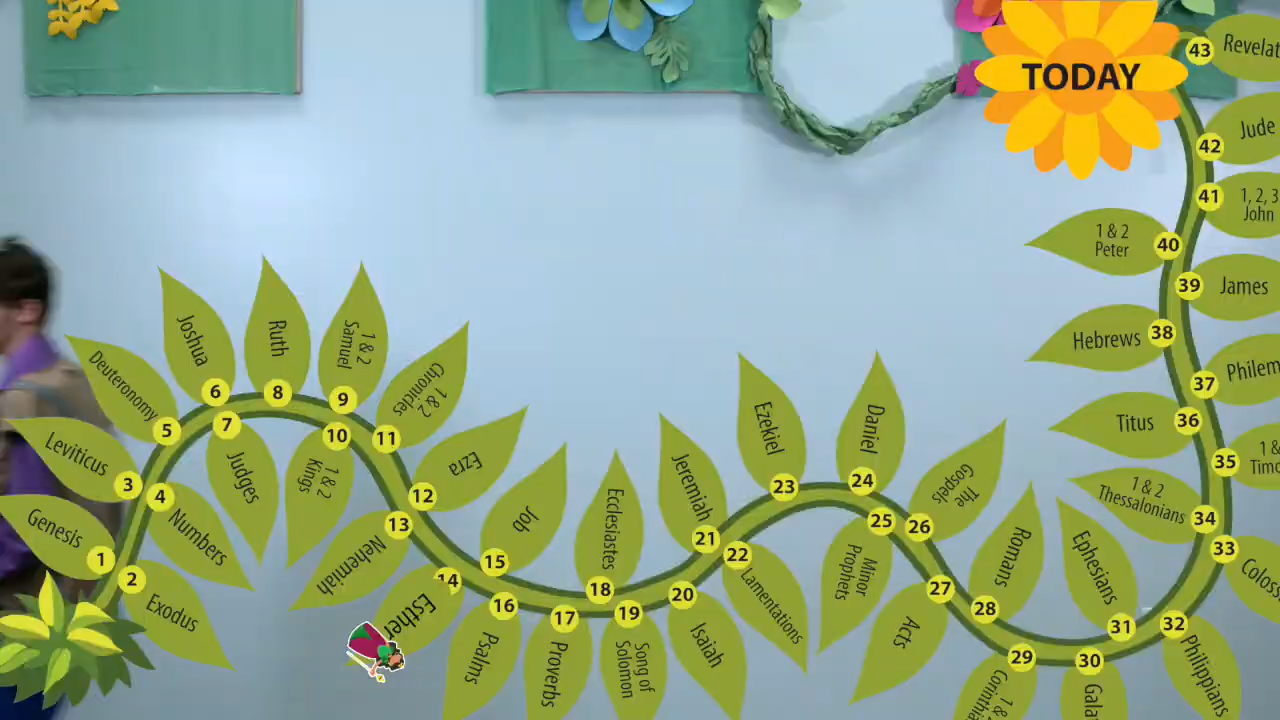 TODAY
1
Genesis
2
Exodus
3
Leviticus
4
Numbers
5
Deuteronomy
6
Joshua
7
Judges
8
Ruth
9
1 & 2
Samuel
10
1 & 2
Kings
11
1 & 2
Chronicles
12
Ezra
13
Nehemiah
14
Esther
15
Job
16
Psalms
17
Proverbs
18
Ecclesiastes
19
Song of
Solomon
20
Isaiah
21
Jeremiah
22
Lamentations
23
Ezekiel
24
Daniel
25
Minor
Prophets
26
The
Gospels
27
Acts
28
Romans
29
1 & 2
Corinthi
30
Gala
31
Ephesians
32
Philippians
33
Colos
34
1 & 2
Thessalonians
35
1 &
Timo
36
Titus
37
Philem
38
Hebrews
39
James
40
1 & 2
Peter
41
1, 2, 3
John
42
Jude
43
Revelat